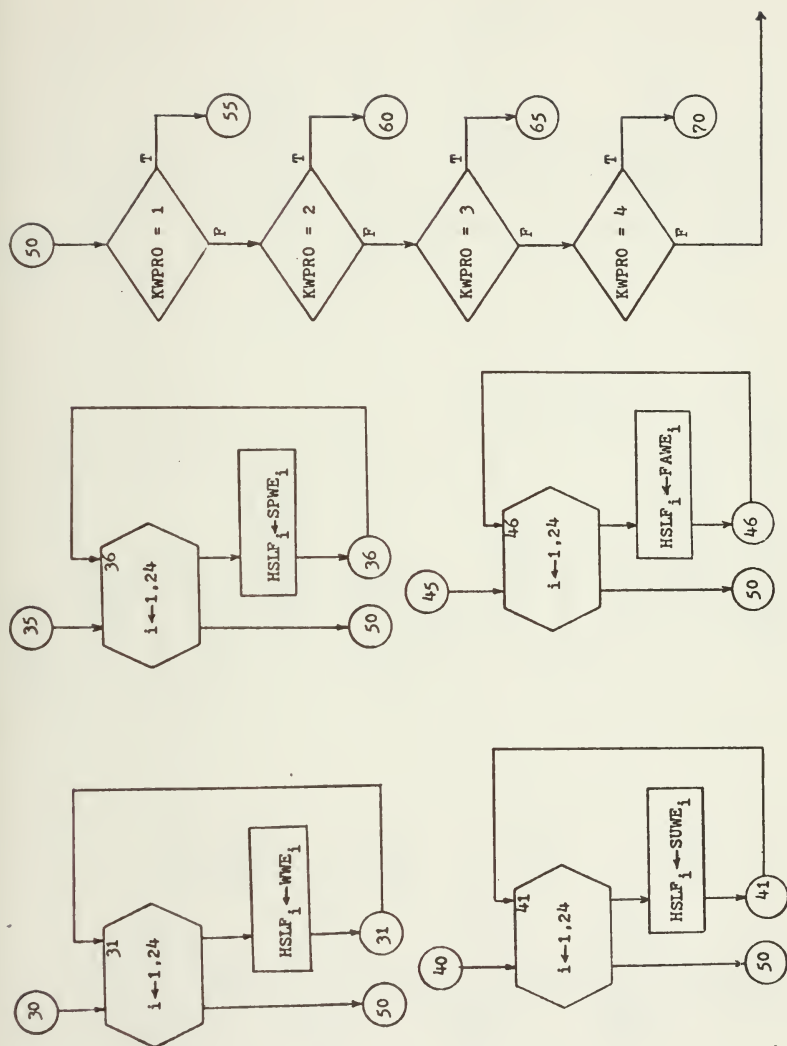 30
31
i←1,24
HSLF_i←WWE_i
31
50
35
36
i←1,24
HSLF_i←SPWE_i
36
50
40
41
i←1,24
HSLF_i←SUWE_i
41
50
45
46
i←1,24
HSLF_i←FAWE_i
46
50
50
KWPRO = 1
T
55
F
KWPRO = 2
T
60
F
KWPRO = 3
T
65
F
KWPRO = 4
T
70
F